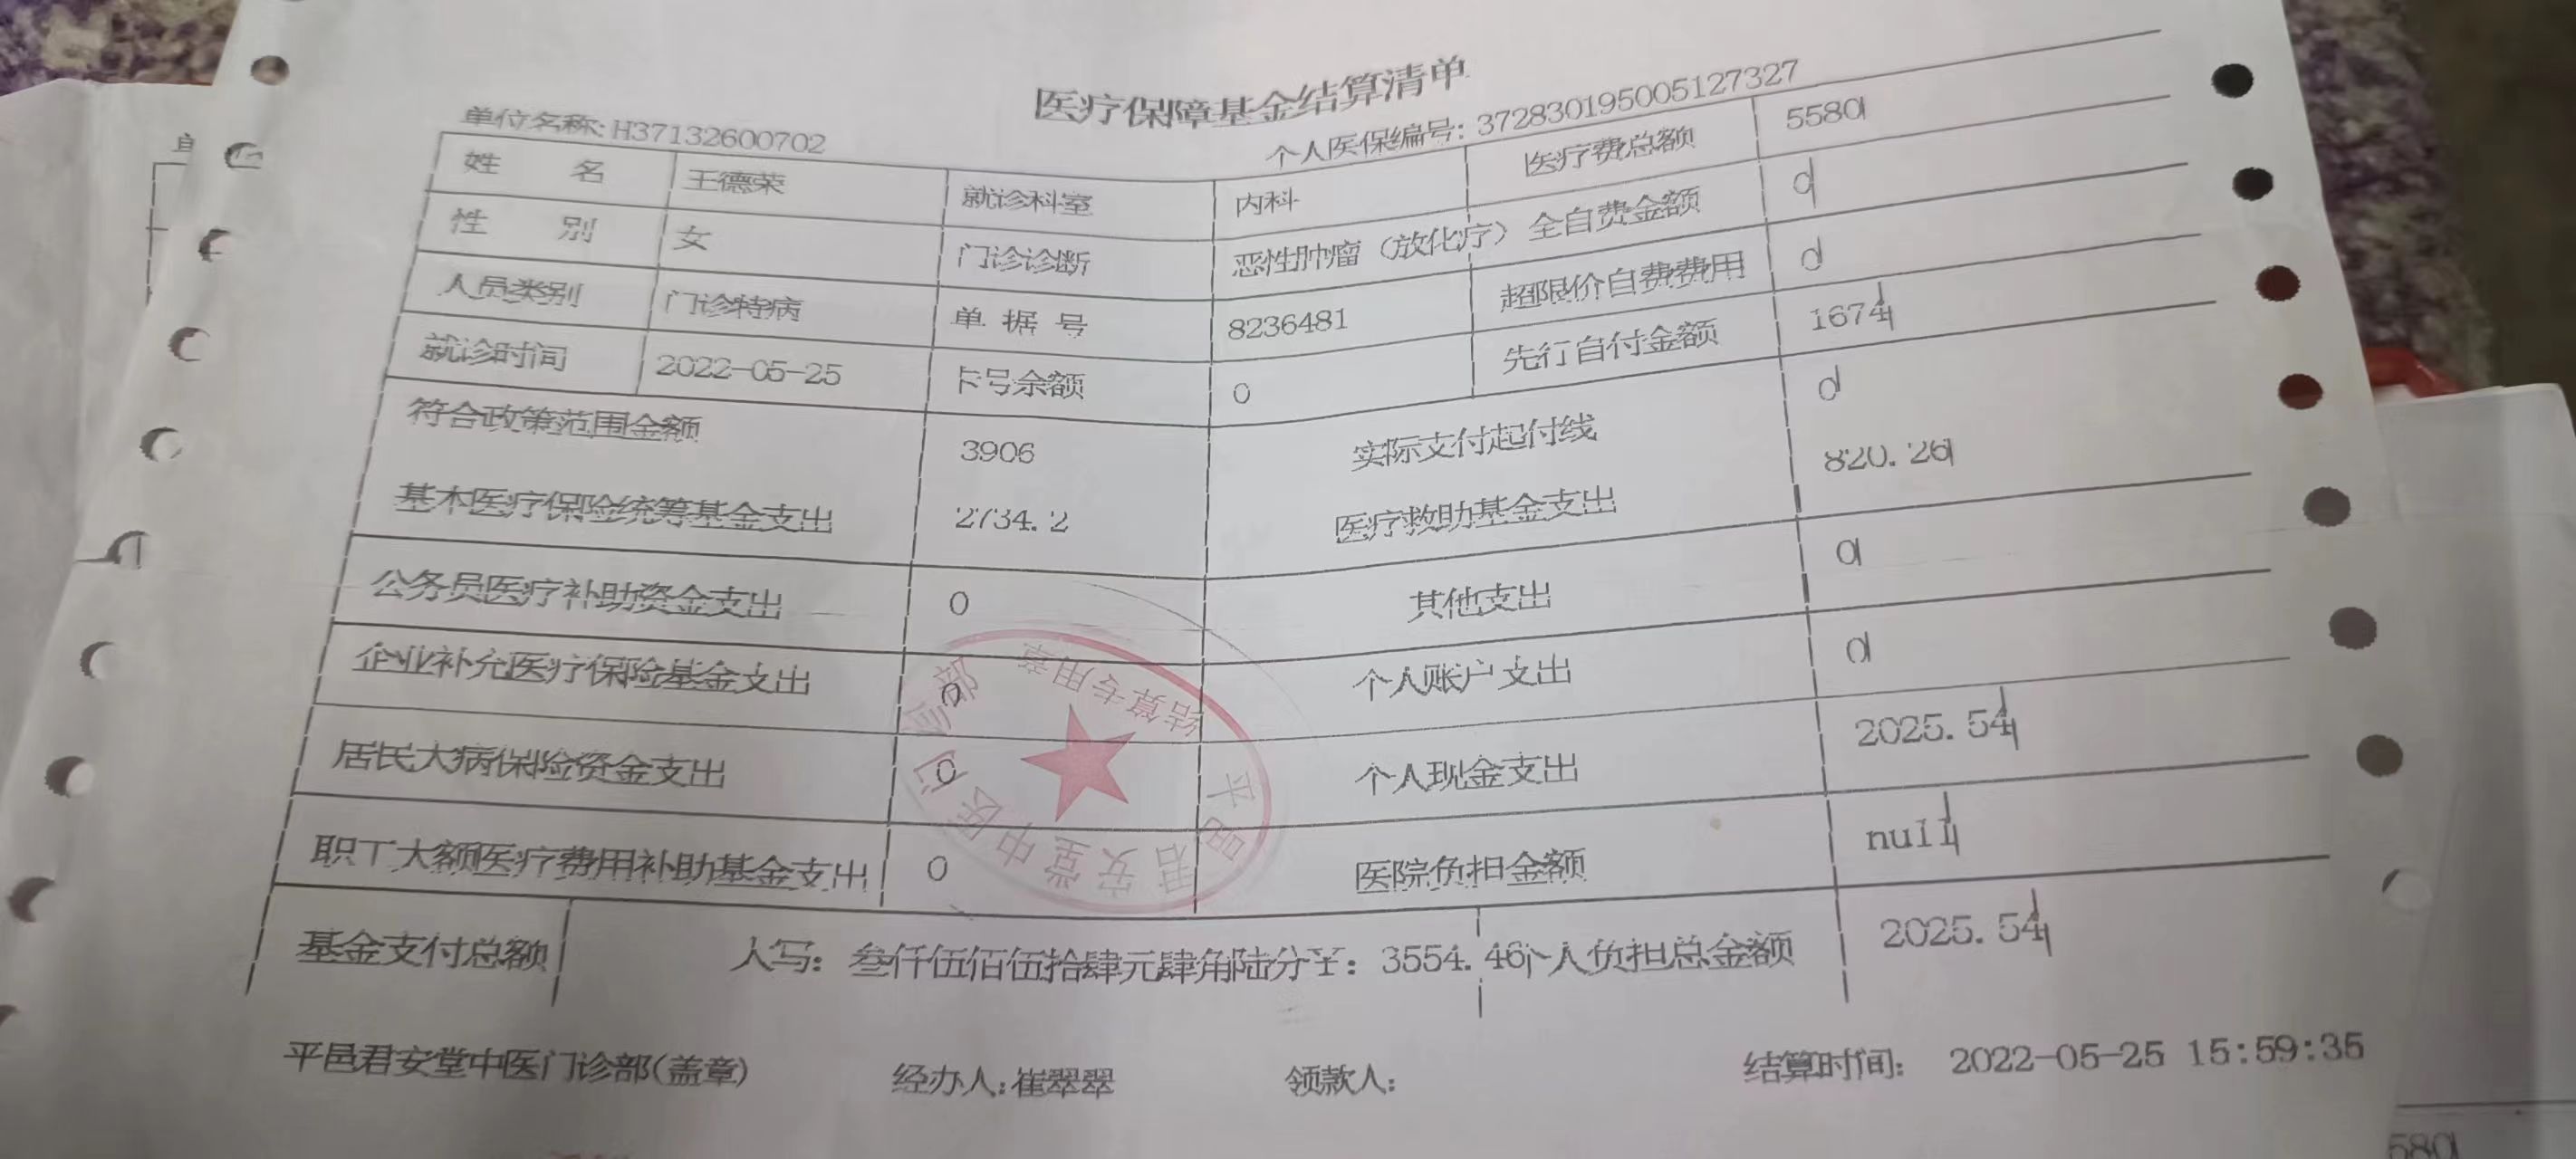 医疗保障基金结算清单
单位名称: H37132600702 个人医保编号: 372830195005127327
姓 名 王德荣 就诊科室 内科 医疗费总额 5580
性 别 女 门诊诊断 恶性肿瘤（放化疗） 全自费金额 0
人员类别 门诊特病 单 据 号 8236481 超限价自费费用 0
就诊时间 2022-05-25 卡号余额 0 先行自付金额 1674
符合政策范围金额 3906 实际支付起付线 0
基本医疗保险统筹基金支出 2734.2 医疗救助基金支出 820.26
公务员医疗补助资金支出 0 其他支出 0
企业补充医疗保险基金支出 0 个人账户支出 0
居民大病保险资金支出 0 个人现金支出 2025.54
职工大额医疗费用补助基金支出 0 医院负担金额 null
基金支付总额 大写: 叁仟伍佰伍拾肆元肆角陆分￥: 3554.46 个人负担总金额 2025.54
平邑君安堂中医门诊部(盖章) 经办人: 崔翠翠 领款人: 结算时间: 2022-05-25 15:59:35
平邑君安堂中医门诊部
结算专用章
580